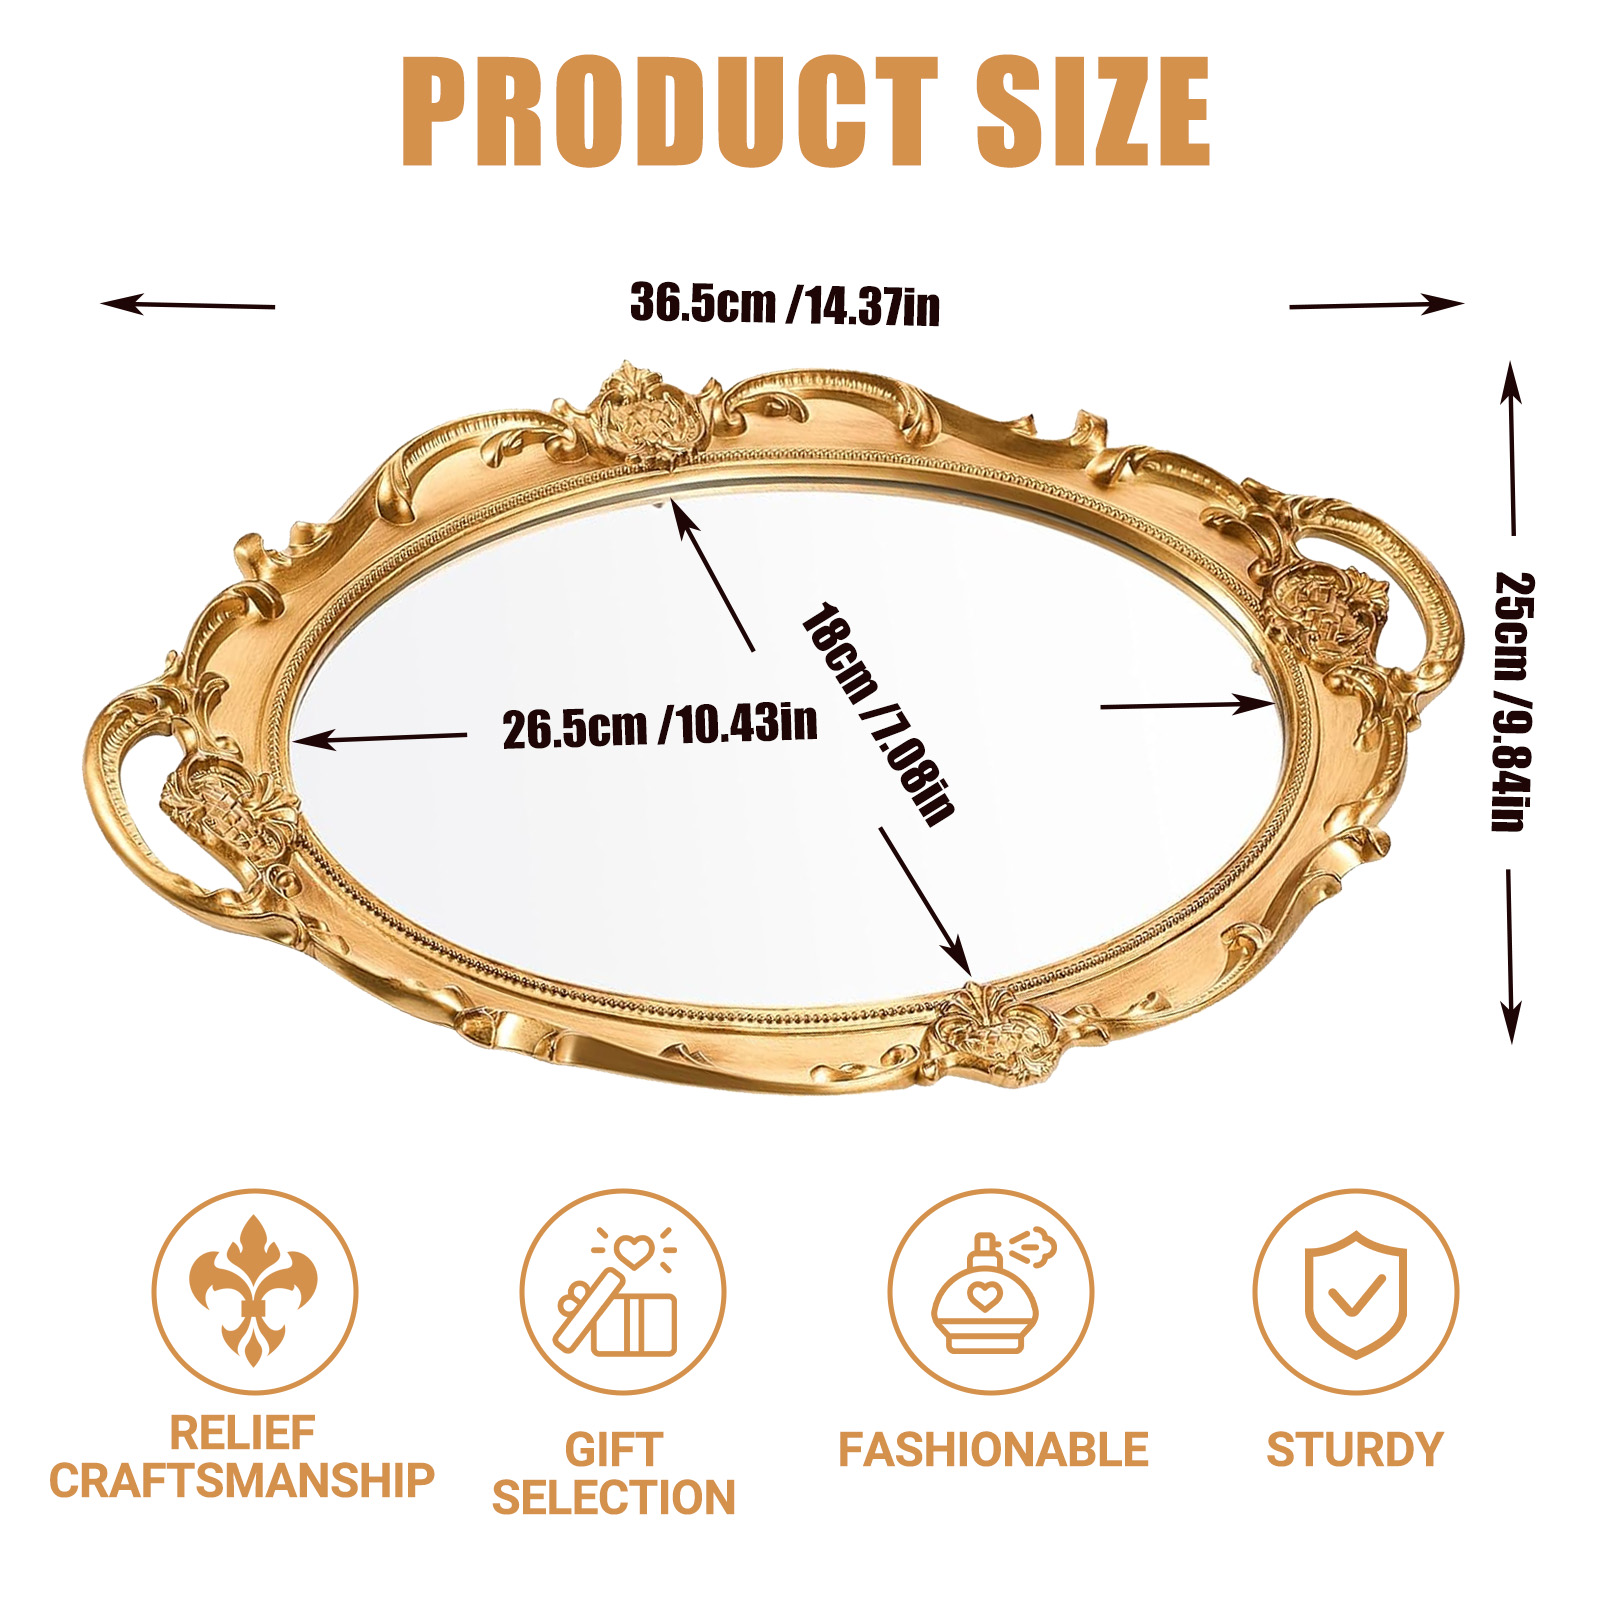 PRODUCT SIZE
36.5cm /14.37in
25cm /9.84in
18cm /7.08in
26.5cm /10.43in
RELIEF
CRAFTSMANSHIP
GIFT
SELECTION
FASHIONABLE
STURDY